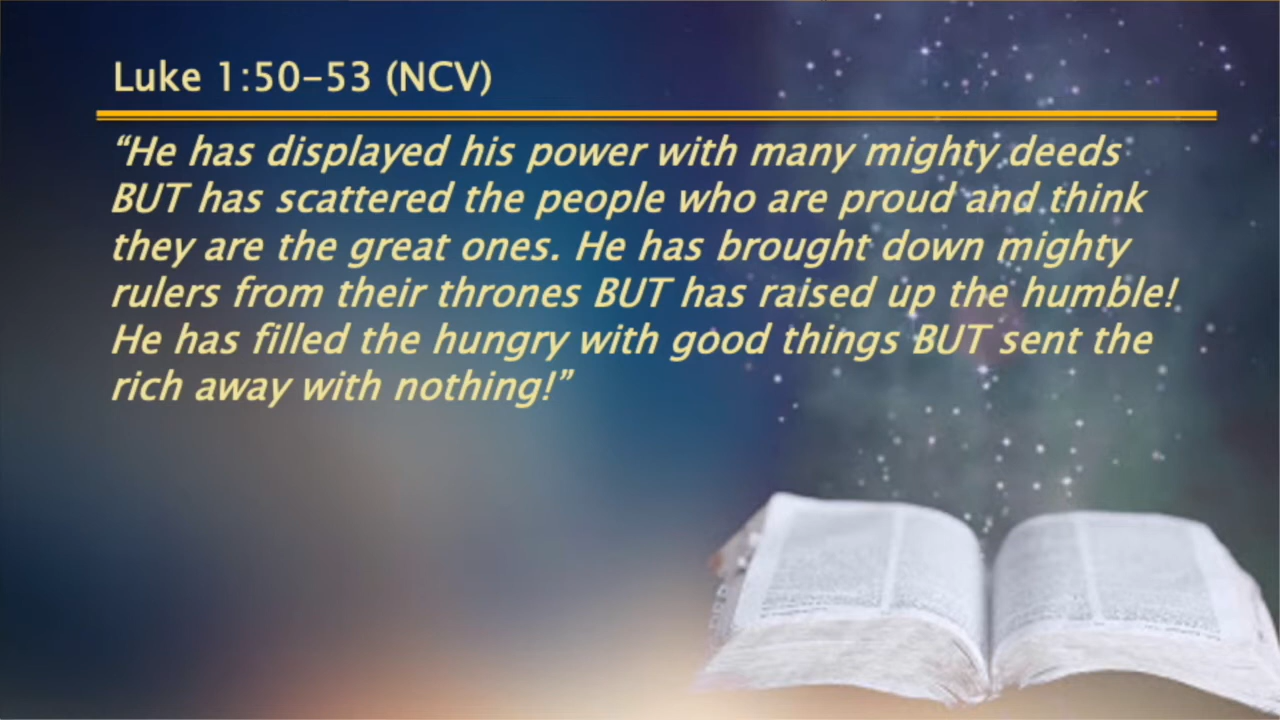 Luke 1:50-53 (NCV)
“He has displayed his power with many mighty deeds
BUT has scattered the people who are proud and think
they are the great ones. He has brought down mighty
rulers from their thrones BUT has raised up the humble!
He has filled the hungry with good things BUT sent the
rich away with nothing!”